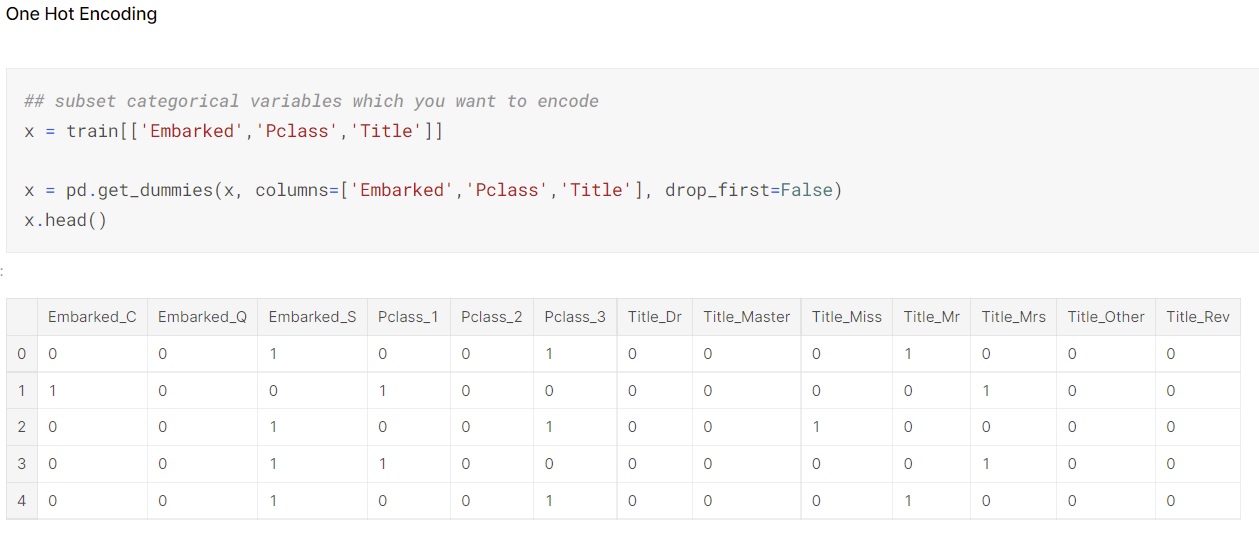 One Hot Encoding
## subset categorical variables which you want to encode
x = train[['Embarked','Pclass','Title']]
x = pd.get_dummies(x, columns=['Embarked','Pclass','Title'], drop_first=False)
x.head()
:
Embarked_C Embarked_Q Embarked_S Pclass_1 Pclass_2 Pclass_3 Title_Dr Title_Master Title_Miss Title_Mr Title_Mrs Title_Other Title_Rev
0 0 0 1 0 0 1 0 0 0 1 0 0 0
1 1 0 0 1 0 0 0 0 0 0 1 0 0
2 0 0 1 0 0 1 0 0 1 0 0 0 0
3 0 0 1 1 0 0 0 0 0 0 1 0 0
4 0 0 1 0 0 1 0 0 0 1 0 0 0